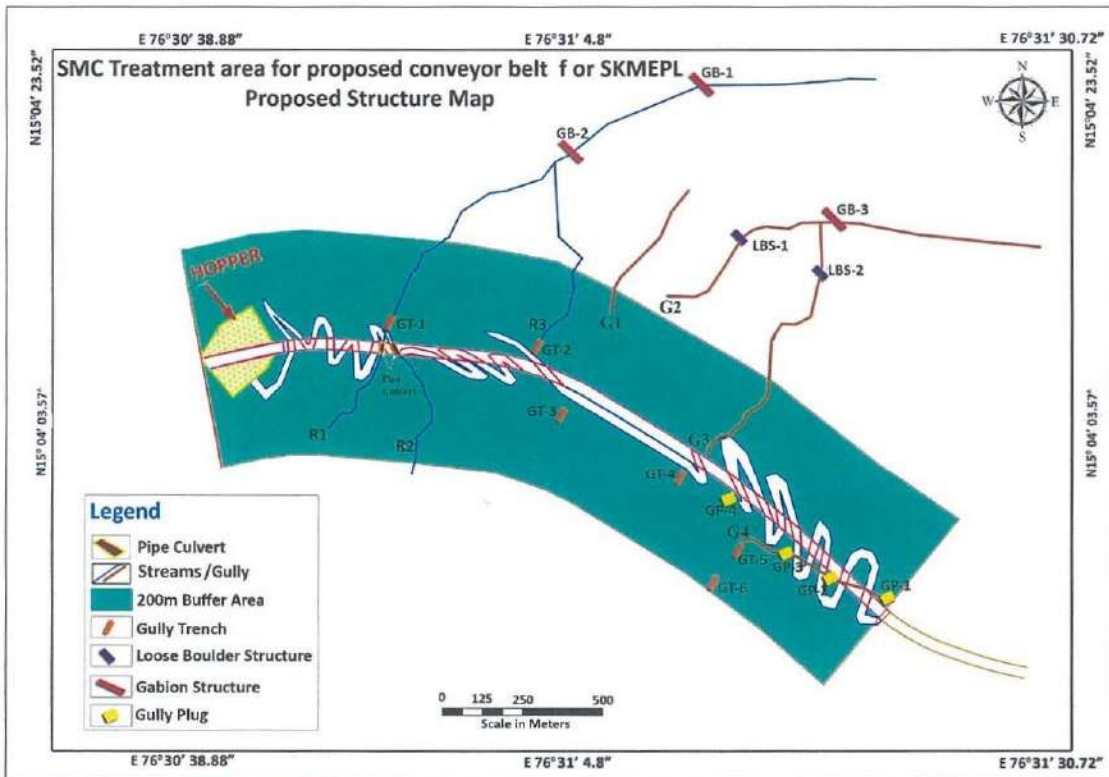 E 76°30' 38.88"
E 76°31' 4.8"
E 76°31' 30.72"
N15°04' 23.52"
N15°04' 23.52"
SMC Treatment area for proposed conveyor belt f or SKMEPL
Proposed Structure Map
GB-1
N
W
E
S
GB-2
GB-3
LBS-1
LBS-2
HOPPER
G2
G1
GT-1
R3
GT-2
Culvert
GT-3
R1
R2
N15°04' 03.57"
N15°04' 03.57"
G3
GT-4
GP-4
G4
GT-5
GP-3
GT-6
GP-2
GP-1
Legend
Pipe Culvert
Streams/Gully
200m Buffer Area
Gully Trench
Loose Boulder Structure
Gabion Structure
Gully Plug
0 125 250 500
Scale in Meters
E 76°30' 38.88"
E 76°31' 4.8"
E 76°31' 30.72"